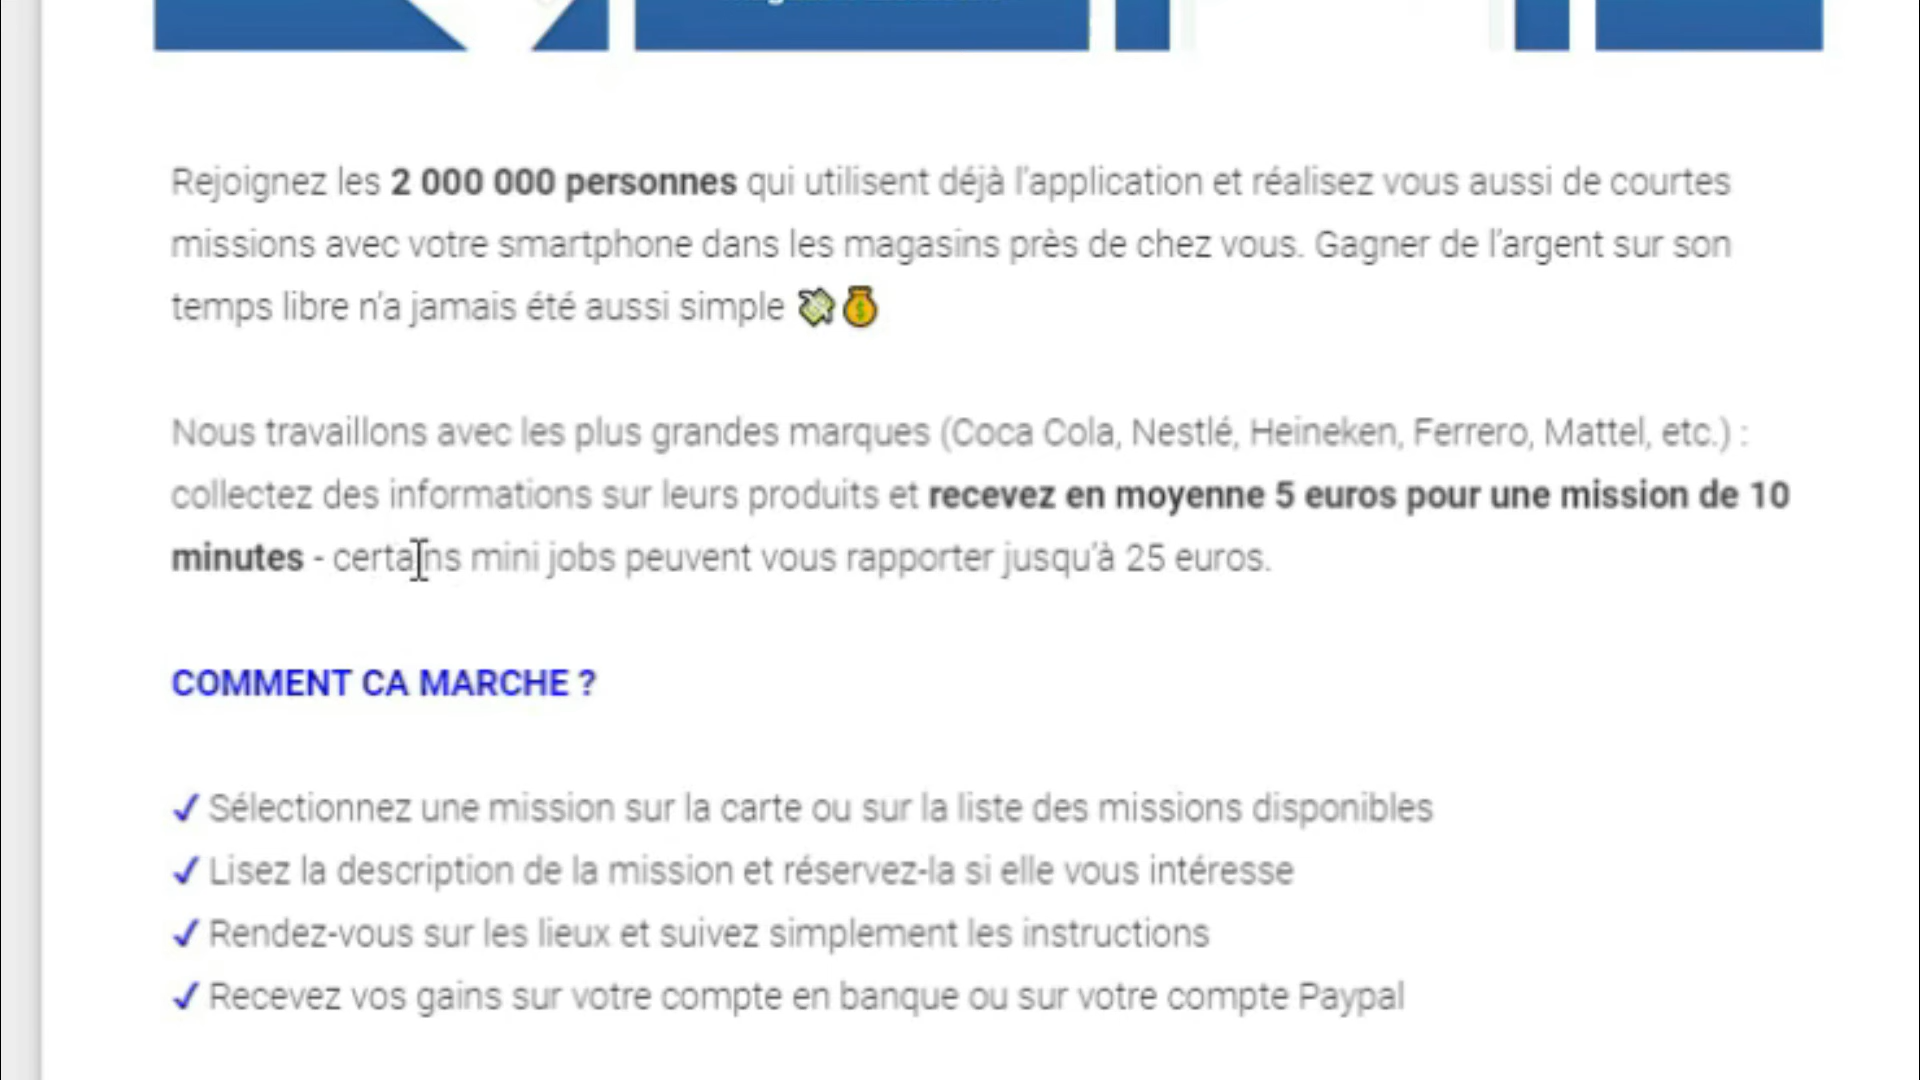 Rejoignez les 2 000 000 personnes qui utilisent déjà l'application et réalisez vous aussi de courtes
missions avec votre smartphone dans les magasins près de chez vous. Gagner de l'argent sur son
temps libre n'a jamais été aussi simple 💸💰
Nous travaillons avec les plus grandes marques (Coca Cola, Nestlé, Heineken, Ferrero, Mattel, etc.) :
collectez des informations sur leurs produits et recevez en moyenne 5 euros pour une mission de 10
minutes - certains mini jobs peuvent vous rapporter jusqu'à 25 euros.
COMMENT CA MARCHE ?
✓ Sélectionnez une mission sur la carte ou sur la liste des missions disponibles
✓ Lisez la description de la mission et réservez-la si elle vous intéresse
✓ Rendez-vous sur les lieux et suivez simplement les instructions
✓ Recevez vos gains sur votre compte en banque ou sur votre compte Paypal